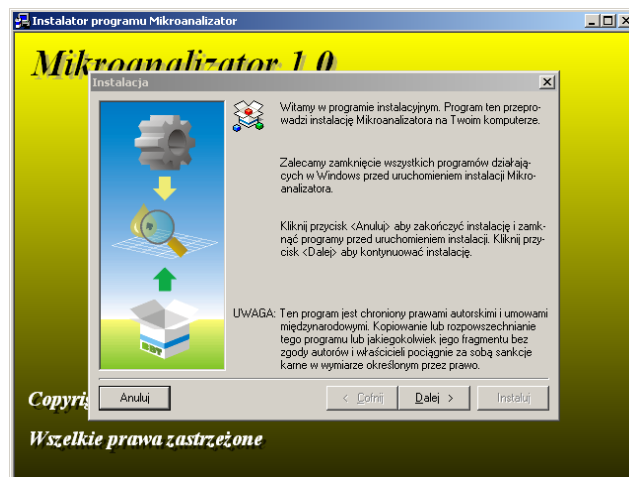 Instalator programu Mikroanalizator
Mikroanalizator 1.0
Instalacja
Witamy w programie instalacyjnym. Program ten przepro-
wadzi instalację Mikroanalizatora na Twoim komputerze.
Zalecamy zamknięcie wszystkich programów działają-
cych w Windows przed uruchomieniem instalacji Mikro-
analizatora.
Kliknij przycisk <Anuluj> aby zakończyć instalację i zamk-
nąć programy przed uruchomieniem instalacji. Kliknij przy-
cisk <Dalej> aby kontynuować instalację.
UWAGA: Ten program jest chroniony prawami autorskimi i umowami
międzynarodowymi. Kopiowanie lub rozpowszechnianie
tego programu lub jakiegokolwiek jego fragmentu bez
zgody autorów i właścicieli pociągnie za sobą sankcje
karne w wymiarze określonym przez prawo.
Anuluj < Cofnij Dalej > Instaluj
Copyrig
Wszelkie prawa zastrzeżone